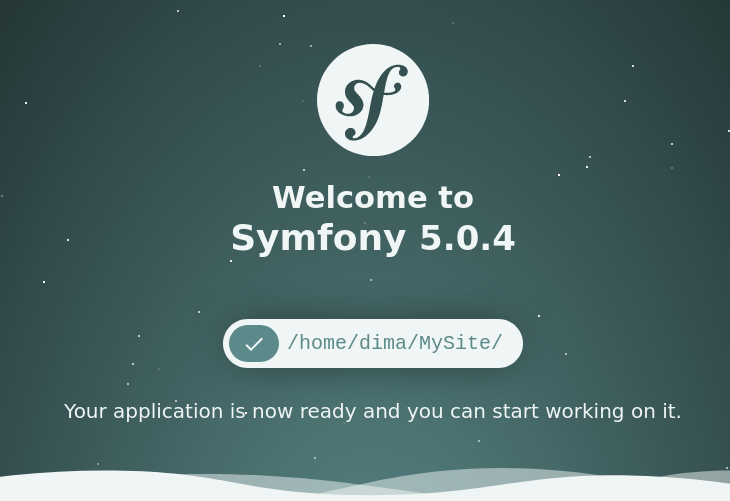 sf
Welcome to
Symfony 5.0.4
/home/dima/MySite/
Your application is now ready and you can start working on it.